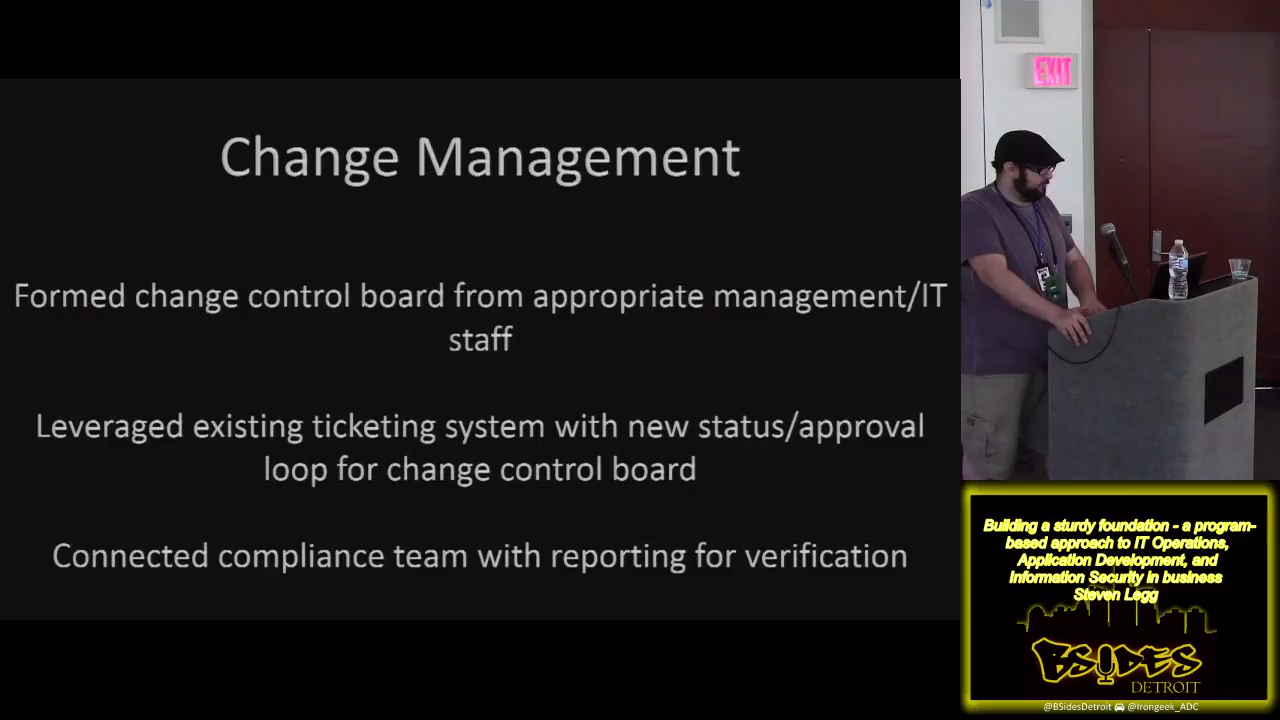 Change Management
Formed change control board from appropriate management/IT
staff
Leveraged existing ticketing system with new status/approval
loop for change control board
Connected compliance team with reporting for verification
EXIT
Building a sturdy foundation - a program-
based approach to IT Operations,
Application Development, and
Information Security in business
Steven Legg
BSIDES
DETROIT
@BSidesDetroit @Irongeek_ADC